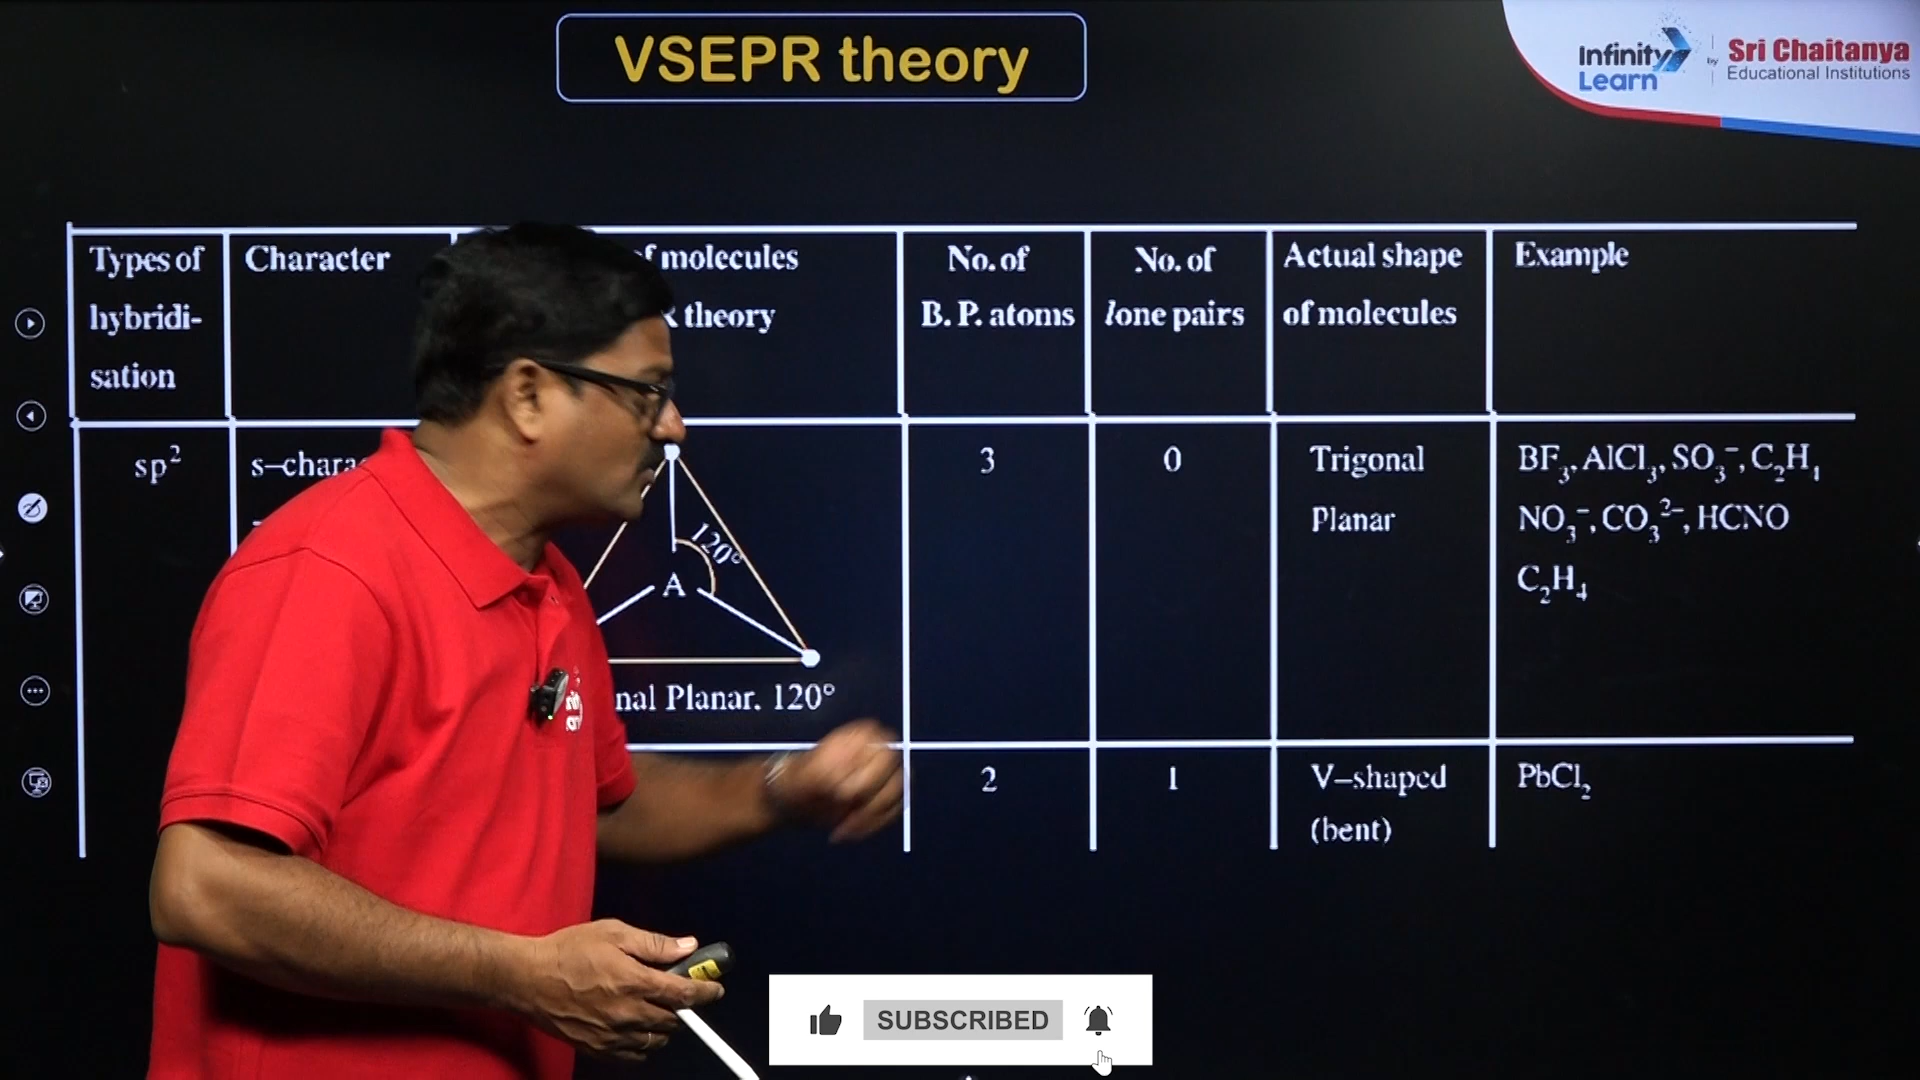 VSEPR theory
Infinity
Learn
by
Sri Chaitanya
Educational Institutions
Types of
hybridi-
sation
Character
of molecules
R theory
No. of
B. P. atoms
No. of
lone pairs
Actual shape
of molecules
Example
sp²
s–charac
120°
A
nal Planar. 120°
3
0
Trigonal
Planar
BF₃, AlCl₃, SO₃⁻, C₂H₄
NO₃⁻, CO₃²⁻, HCNO
C₂H₄
2
1
V–shaped
(bent)
PbCl₂
SUBSCRIBED